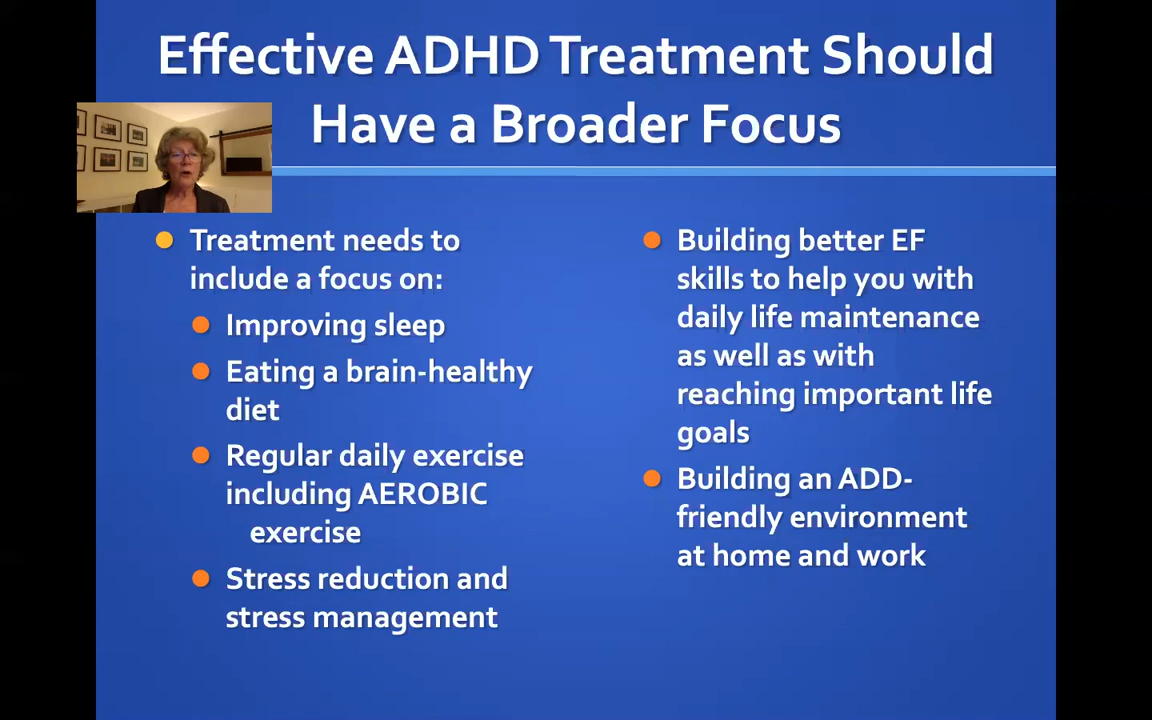 Effective ADHD Treatment Should
Have a Broader Focus
Treatment needs to
include a focus on:
Improving sleep
Eating a brain-healthy
diet
Regular daily exercise
including AEROBIC
exercise
Stress reduction and
stress management
Building better EF
skills to help you with
daily life maintenance
as well as with
reaching important life
goals
Building an ADD-
friendly environment
at home and work